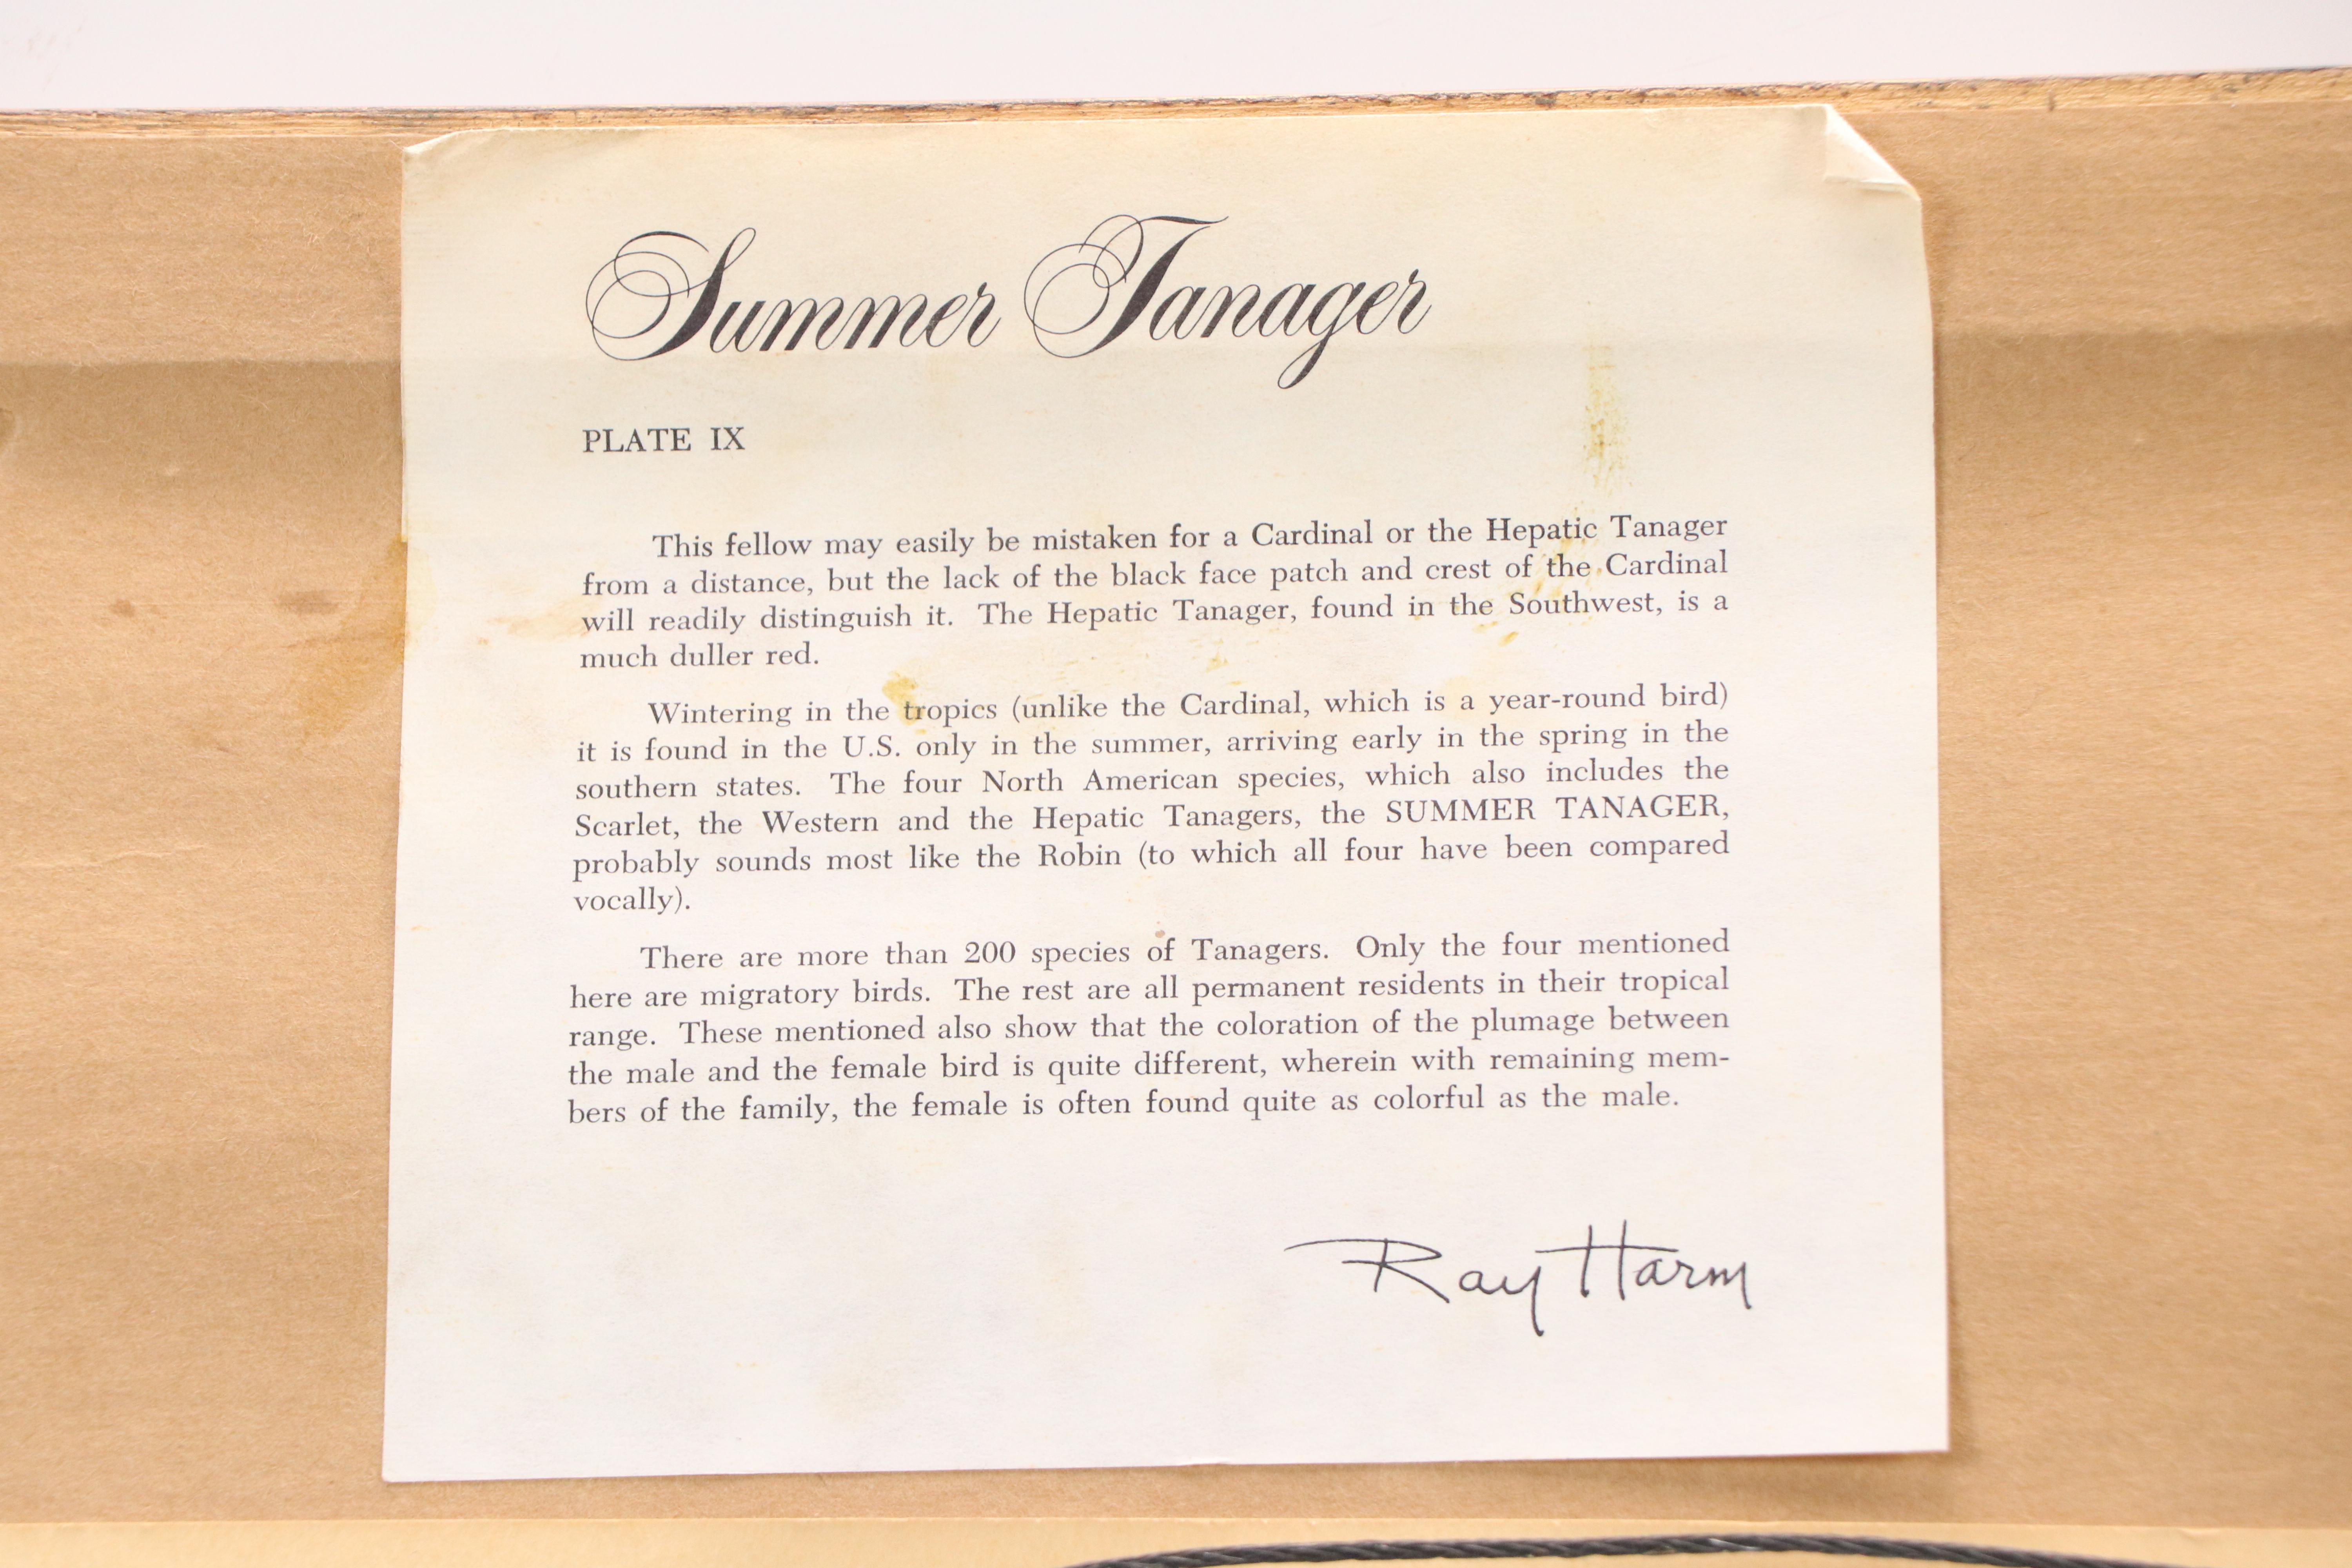 Summer Tanager
PLATE IX
This fellow may easily be mistaken for a Cardinal or the Hepatic Tanager
from a distance, but the lack of the black face patch and crest of the Cardinal
will readily distinguish it. The Hepatic Tanager, found in the Southwest, is a
much duller red.
Wintering in the tropics (unlike the Cardinal, which is a year-round bird)
it is found in the U.S. only in the summer, arriving early in the spring in the
southern states. The four North American species, which also includes the
Scarlet, the Western and the Hepatic Tanagers, the SUMMER TANAGER,
probably sounds most like the Robin (to which all four have been compared
vocally).
There are more than 200 species of Tanagers. Only the four mentioned
here are migratory birds. The rest are all permanent residents in their tropical
range. These mentioned also show that the coloration of the plumage between
the male and the female bird is quite different, wherein with remaining mem-
bers of the family, the female is often found quite as colorful as the male.
Ray Harm